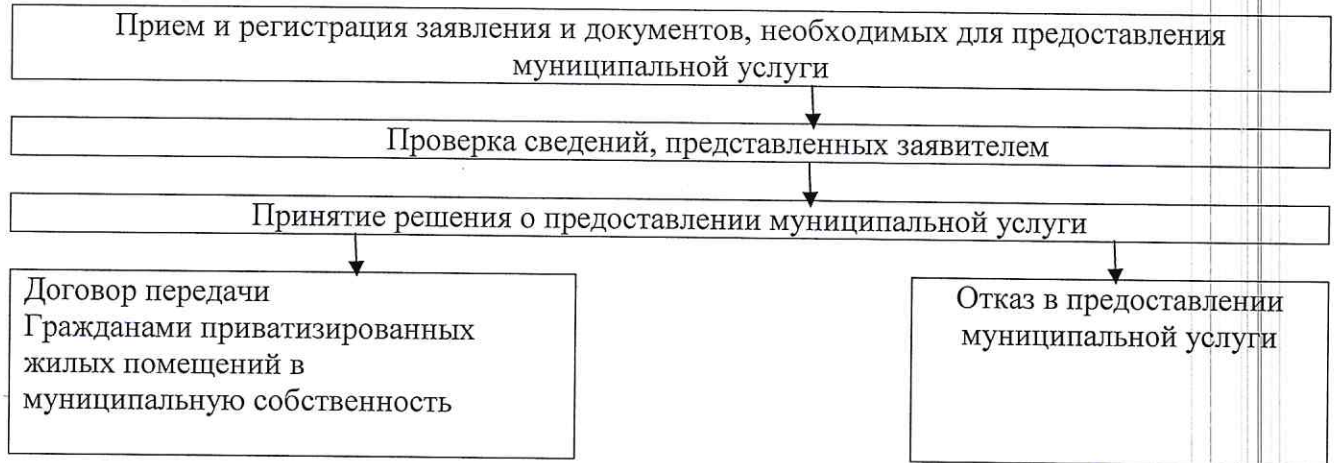 Прием и регистрация заявления и документов, необходимых для предоставления
муниципальной услуги
Проверка сведений, представленных заявителем
Принятие решения о предоставлении муниципальной услуги
Договор передачи
Гражданами приватизированных
жилых помещений в
муниципальную собственность
Отказ в предоставлении
муниципальной услуги